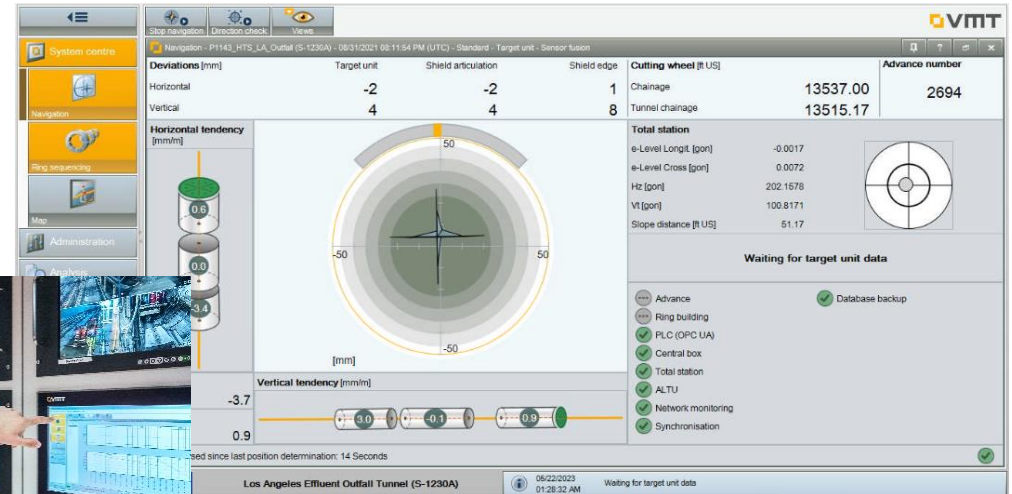 Stop navigation Direction check Views
VMT
System centre
Navigation - P1143_HTS_LA_Outfall (S-1230A) - 08/31/2021 08:11:54 PM (UTC) - Standard - Target unit - Sensor fusion
Deviations [mm] Target unit Shield articulation Shield edge Cutting wheel [ft US] Advance number
Horizontal -2 -2 1 Chainage 13537.00 2694
Vertical 4 4 8 Tunnel chainage 13515.17
Navigation
Ring sequencing
Map
Administration
Analysis
Horizontal tendency
[mm/m]
0.6
0.0
-3.4
50
-50 50
-50
[mm]
Total station
e-Level Longit. [gon] -0.0017
e-Level Cross [gon] 0.0072
Hz [gon] 202.1678
Vt [gon] 100.8171
Slope distance [ft US] 51.17
Waiting for target unit data
Advance Database backup
Ring building
PLC (OPC UA)
Central box
Total station
ALTU
Network monitoring
Synchronisation
Vertical tendency [mm/m]
-3.7
3.0 -0.1 0.9
0.9
sed since last position determination: 14 Seconds
VMT
Los Angeles Effluent Outfall Tunnel (S-1230A)
06/22/2023
01:28:32 AM
Waiting for target unit data